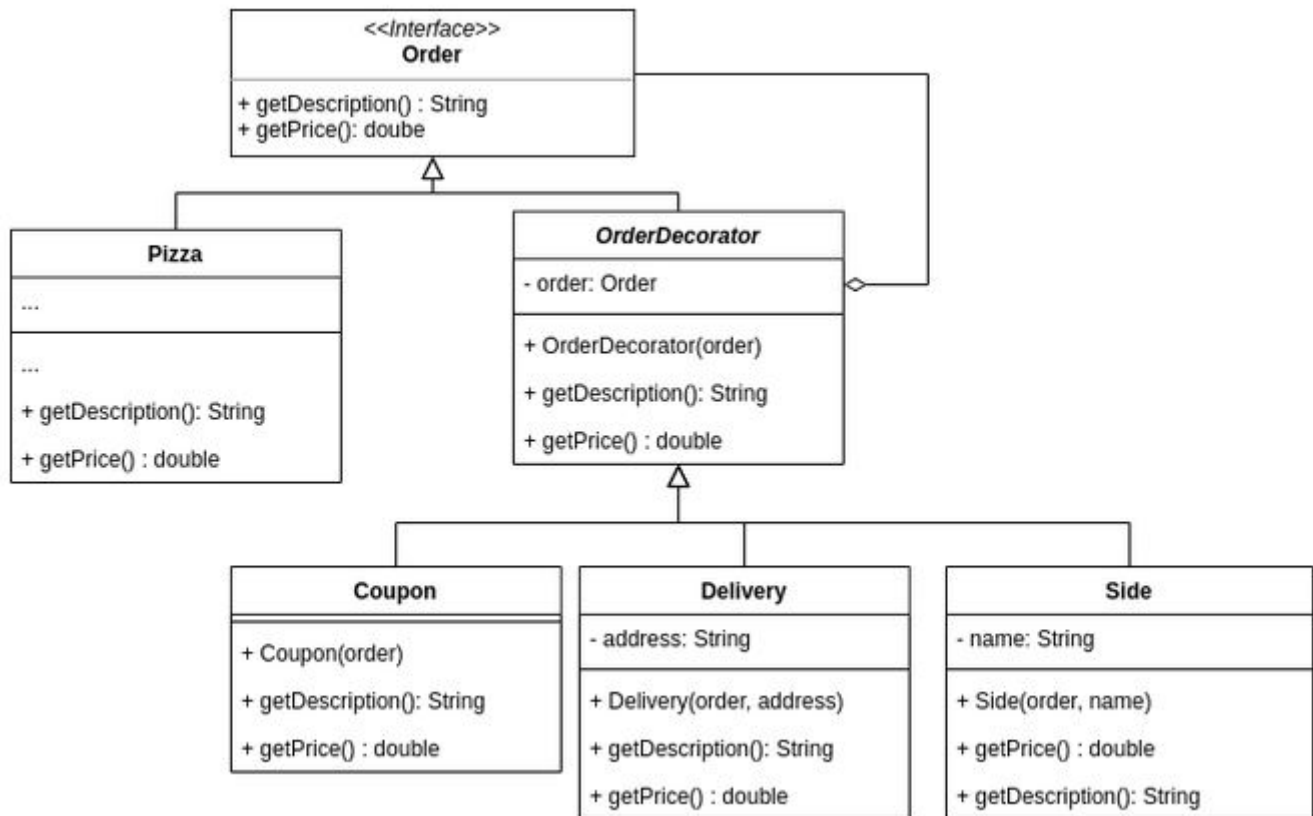 <<Interface>>
Order
+ getDescription() : String
+ getPrice(): doube
Pizza
...
...
+ getDescription(): String
+ getPrice() : double
OrderDecorator
- order: Order
+ OrderDecorator(order)
+ getDescription(): String
+ getPrice() : double
Coupon
+ Coupon(order)
+ getDescription(): String
+ getPrice() : double
Delivery
- address: String
+ Delivery(order, address)
+ getDescription(): String
+ getPrice() : double
Side
- name: String
+ Side(order, name)
+ getPrice() : double
+ getDescription(): String